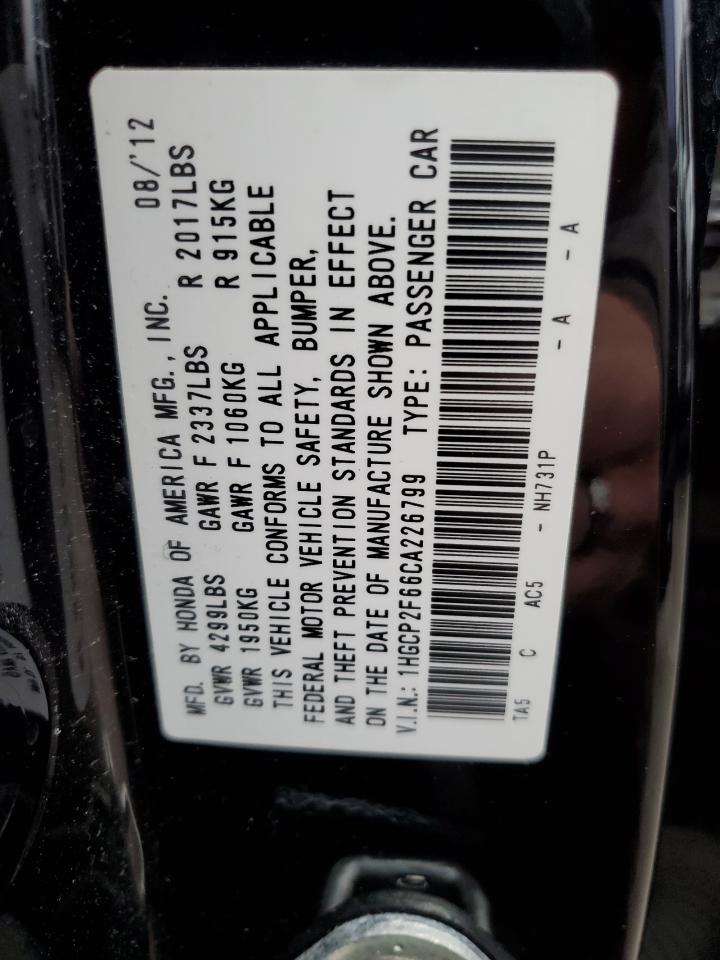 MFD. BY HONDA OF AMERICA MFG., INC. 08/'12
GVWR 4299LBS GAWR F 2337LBS R 2017LBS
GVWR 1950KG GAWR F 1060KG R 915KG
THIS VEHICLE CONFORMS TO ALL APPLICABLE
FEDERAL MOTOR VEHICLE SAFETY, BUMPER,
AND THEFT PREVENTION STANDARDS IN EFFECT
ON THE DATE OF MANUFACTURE SHOWN ABOVE.
V.I.N.: 1HGCP2F66CA226799 TYPE: PASSENGER CAR
TA5 C AC5 - NH731P - A - A